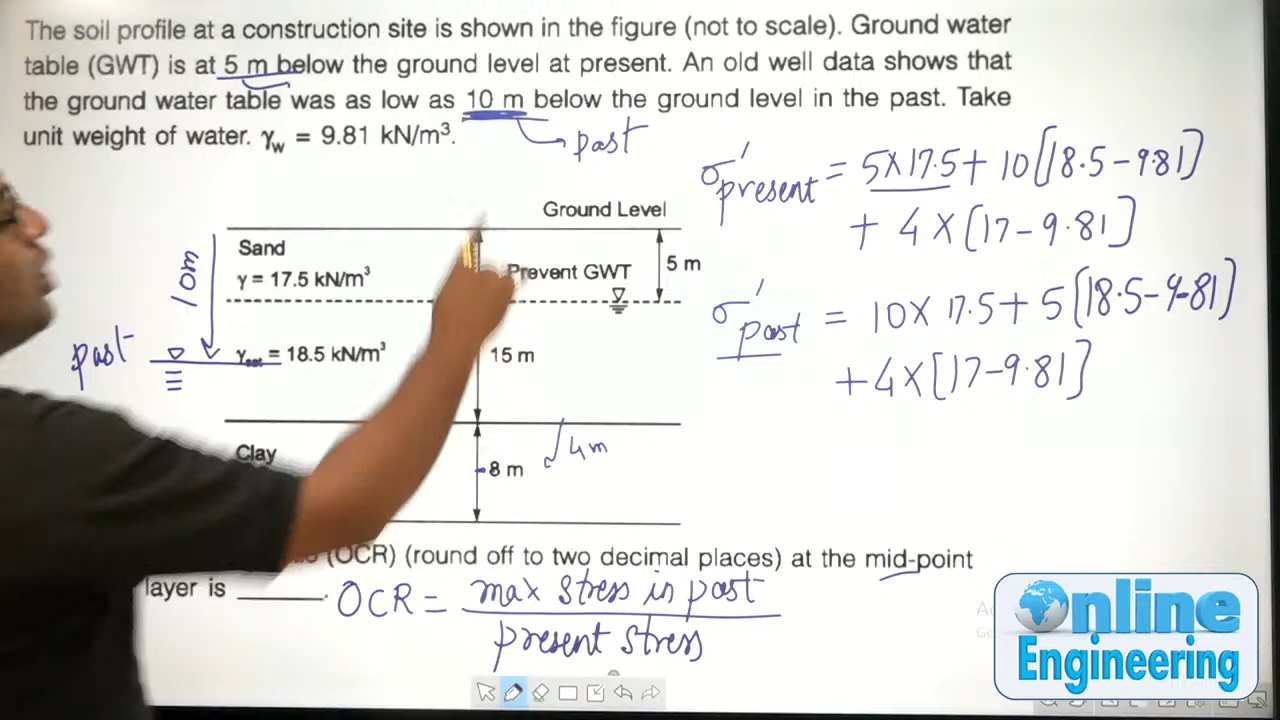 The soil profile at a construction site is shown in the figure (not to scale). Ground water
table (GWT) is at 5 m below the ground level at present. An old well data shows that
the ground water table was as low as 10 m below the ground level in the past. Take
unit weight of water. γw = 9.81 kN/m³.
past
σ'present = 5×17.5 + 10[18.5-9.81]
+ 4×[17-9.81]
σ'past = 10×17.5 + 5[18.5-9.81]
+4×[17-9.81]
Ground Level
Sand
γ = 17.5 kN/m³
Prevent GWT
5 m
10m
past
= 18.5 kN/m³
15 m
Clay
4m
8 m
(OCR) (round off to two decimal places) at the mid-point
layer is ______.
OCR = max stress in past
present stress
Online
Engineering